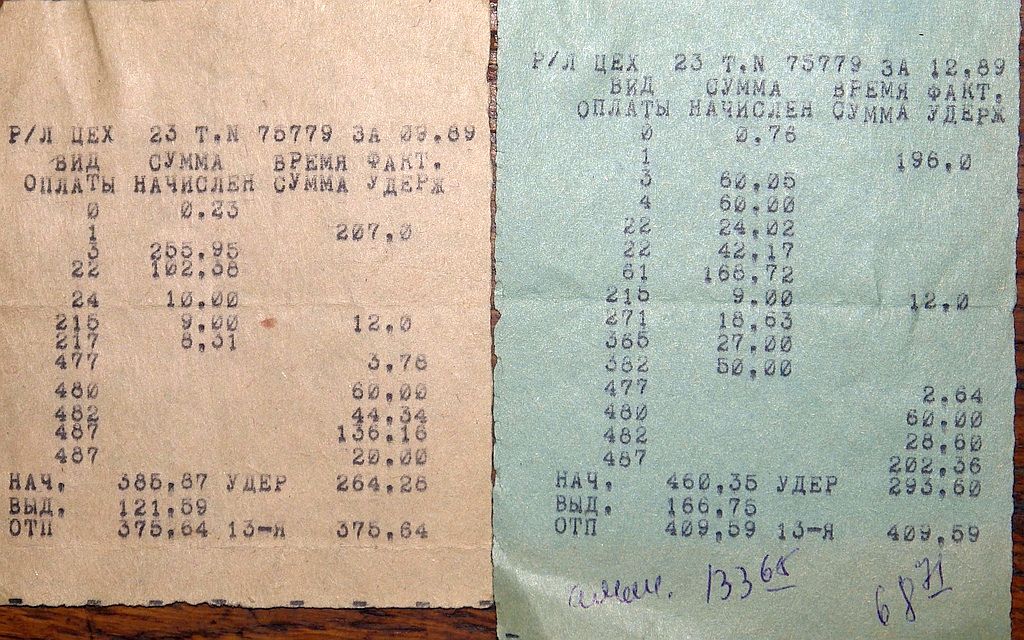 Р/Л ЦЕХ 23 Т.N 75779 ЗА 09.89
ВИД СУММА ВРЕМЯ ФАКТ.
ОПЛАТЫ НАЧИСЛЕН СУММА УДЕРЖ
0 0,23
1 207,0
3 255,95
22 102,38
24 10,00
215 9,00 12,0
217 8,31
477 3,78
480 60,00
482 44,34
487 136,16
487 20,00
НАЧ. 385,87 УДЕР 264,28
ВЫД. 121,59
ОТП 375,64 13-Я 375,64
Р/Л ЦЕХ 23 Т.N 75779 ЗА 12.89
ВИД СУММА ВРЕМЯ ФАКТ.
ОПЛАТЫ НАЧИСЛЕН СУММА УДЕРЖ
0 0,76
1 196,0
3 60,05
4 60,00
22 24,02
22 42,17
61 168,72
215 9,00 12,0
271 18,63
365 27,00
382 50,00
477 2.64
480 60,00
482 28,60
487 202,36
НАЧ. 460,35 УДЕР 293,60
ВЫД. 166,75
ОТП 409,59 13-Я 409,59
133 65
68 71